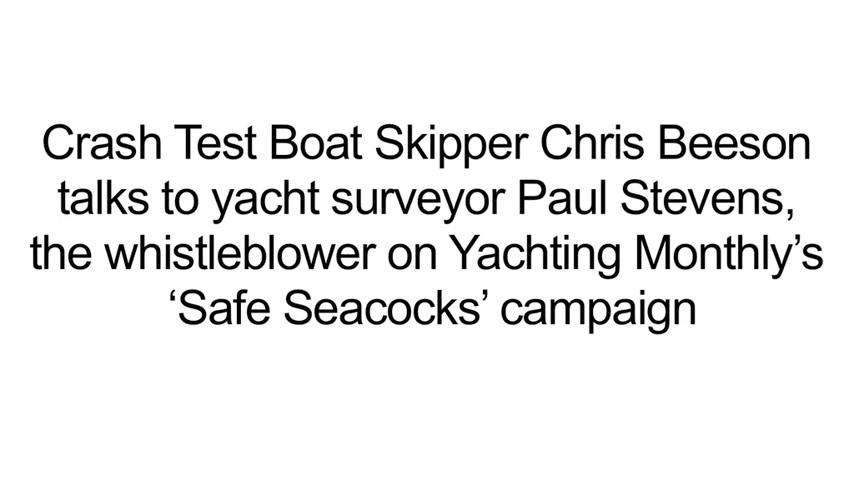 Crash Test Boat Skipper Chris Beeson
talks to yacht surveyor Paul Stevens,
the whistleblower on Yachting Monthly’s
‘Safe Seacocks’ campaign